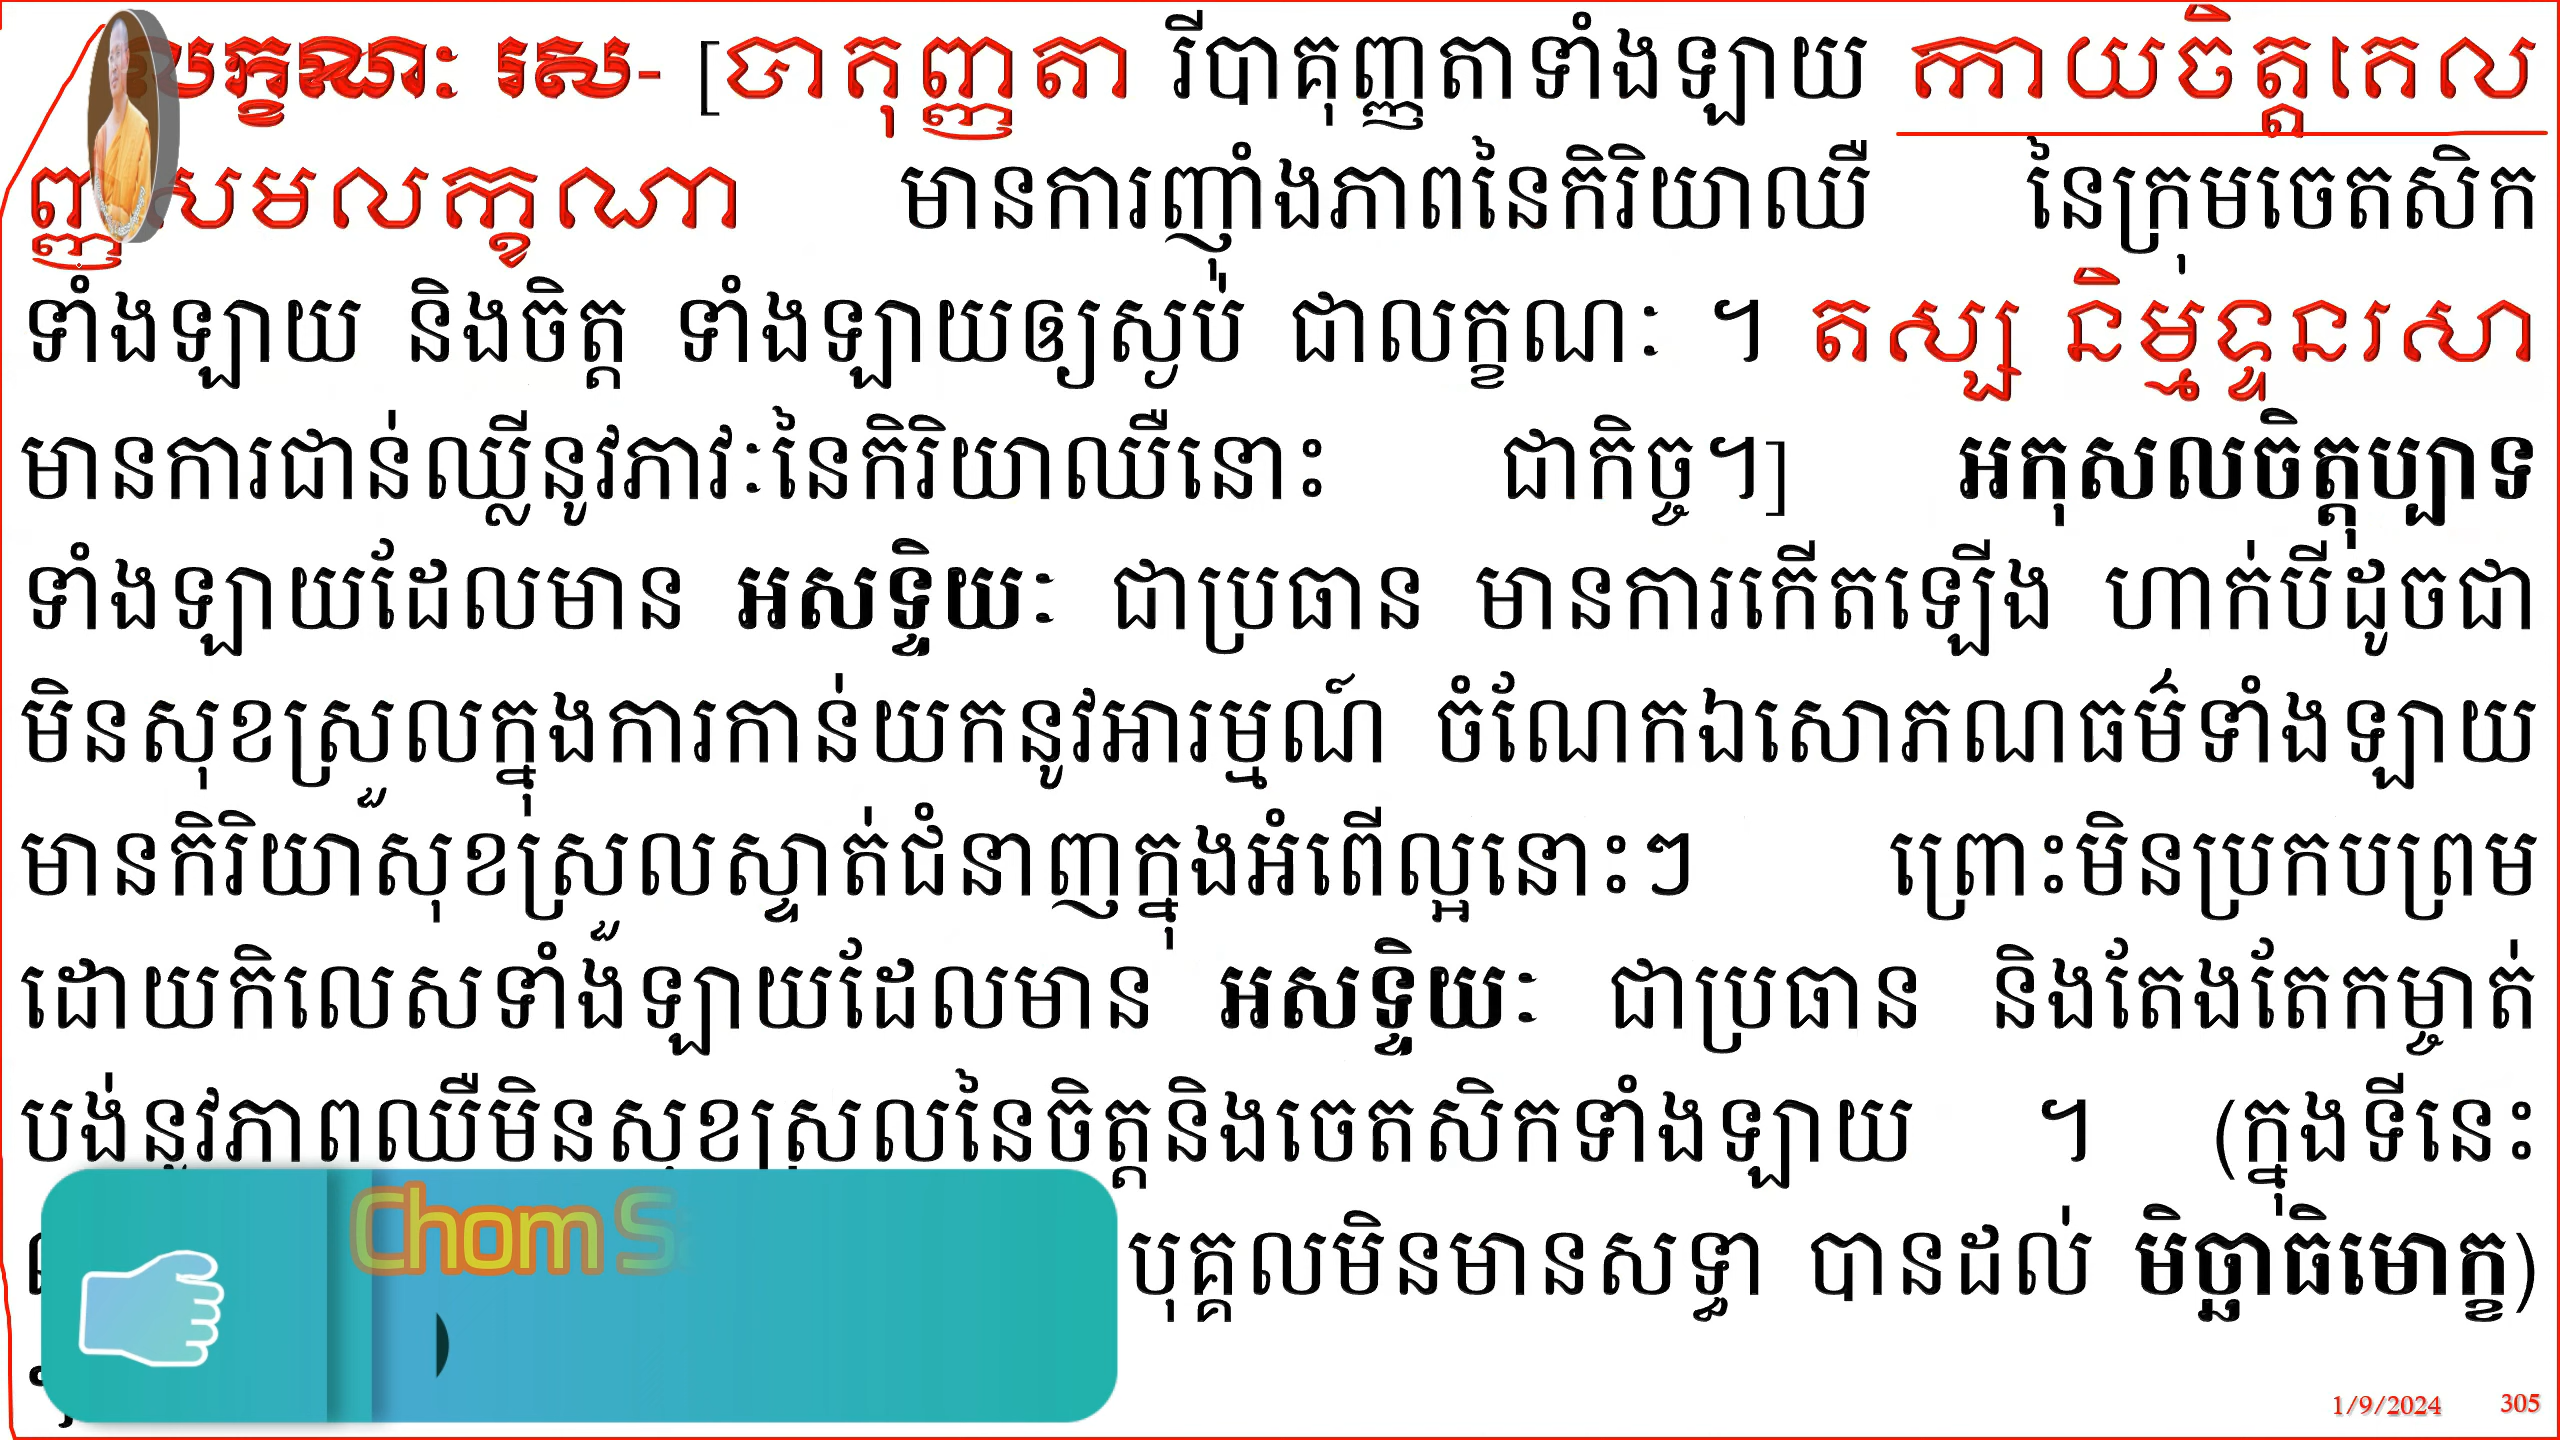 លក្ខណៈ រស- [បាគុញ្ញតា រីបាគុញ្ញតាទាំងឡាយ កាយចិត្តគេល
ញ្ញសមលក្ខណា មានការញ៉ាំងភាពនៃកិរិយាឈឺ នៃក្រុមចេតសិក
ទាំងឡាយ និងចិត្ត ទាំងឡាយឲ្យស្ងប់ ជាលក្ខណៈ ។ តស្ស និម្មទ្ទនរសា
មានការជាន់ឈ្លីនូវភាវៈនៃកិរិយាឈឺនោះ ជាកិច្ច។] អកុសលចិត្តុប្បាទ
ទាំងឡាយដែលមាន អសទ្ធិយៈ ជាប្រធាន មានការកើតឡើង ហាក់បីដូចជា
មិនសុខស្រួលក្នុងការកាន់យកនូវអារម្មណ៍ ចំណែកឯសោភណធម៌ទាំងឡាយ
មានកិរិយាសុខស្រួលស្ទាត់ជំនាញក្នុងអំពើល្អនោះៗ ព្រោះមិនប្រកបព្រម
ដោយកិលេសទាំងឡាយដែលមាន អសទ្ធិយៈ ជាប្រធាន និងតែងតែកម្ចាត់
បង់នូវភាពឈឺមិនសុខស្រួលនៃចិត្តនិងចេតសិកទាំងឡាយ ។ (ក្នុងទីនេះ
បុគ្គលមិនមានសទ្ធា បានដល់ មិច្ឆាធិមោក្ខ)
Chom S
1/9/2024 305